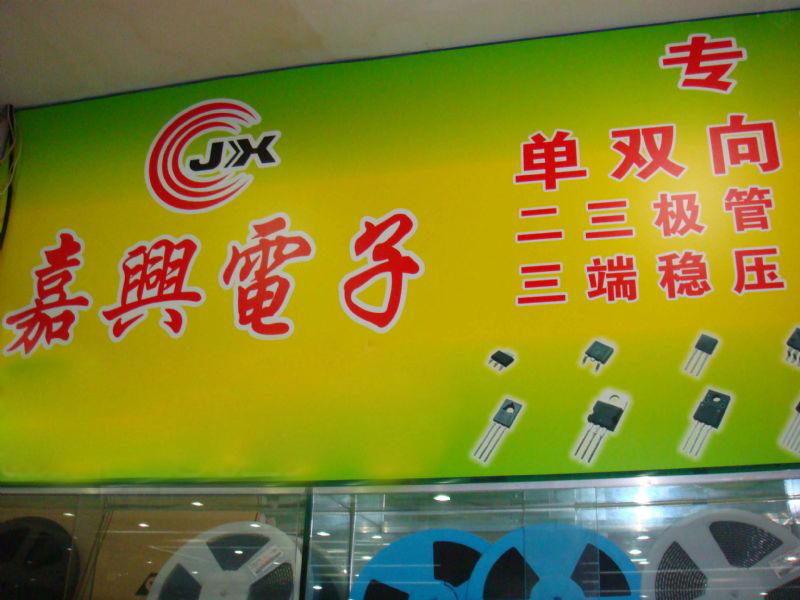 JX
嘉興電子
专
单双向
二三极管
三端稳压